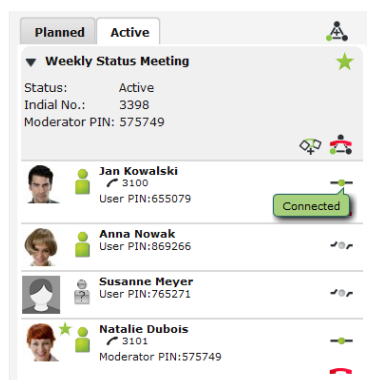 Planned Active
Weekly Status Meeting
Status: Active
Indial No.: 3398
Moderator PIN: 575749
Jan Kowalski
3100
User PIN:655079
Connected
Anna Nowak
User PIN:869266
Susanne Meyer
User PIN:765271
Natalie Dubois
3101
Moderator PIN:575749